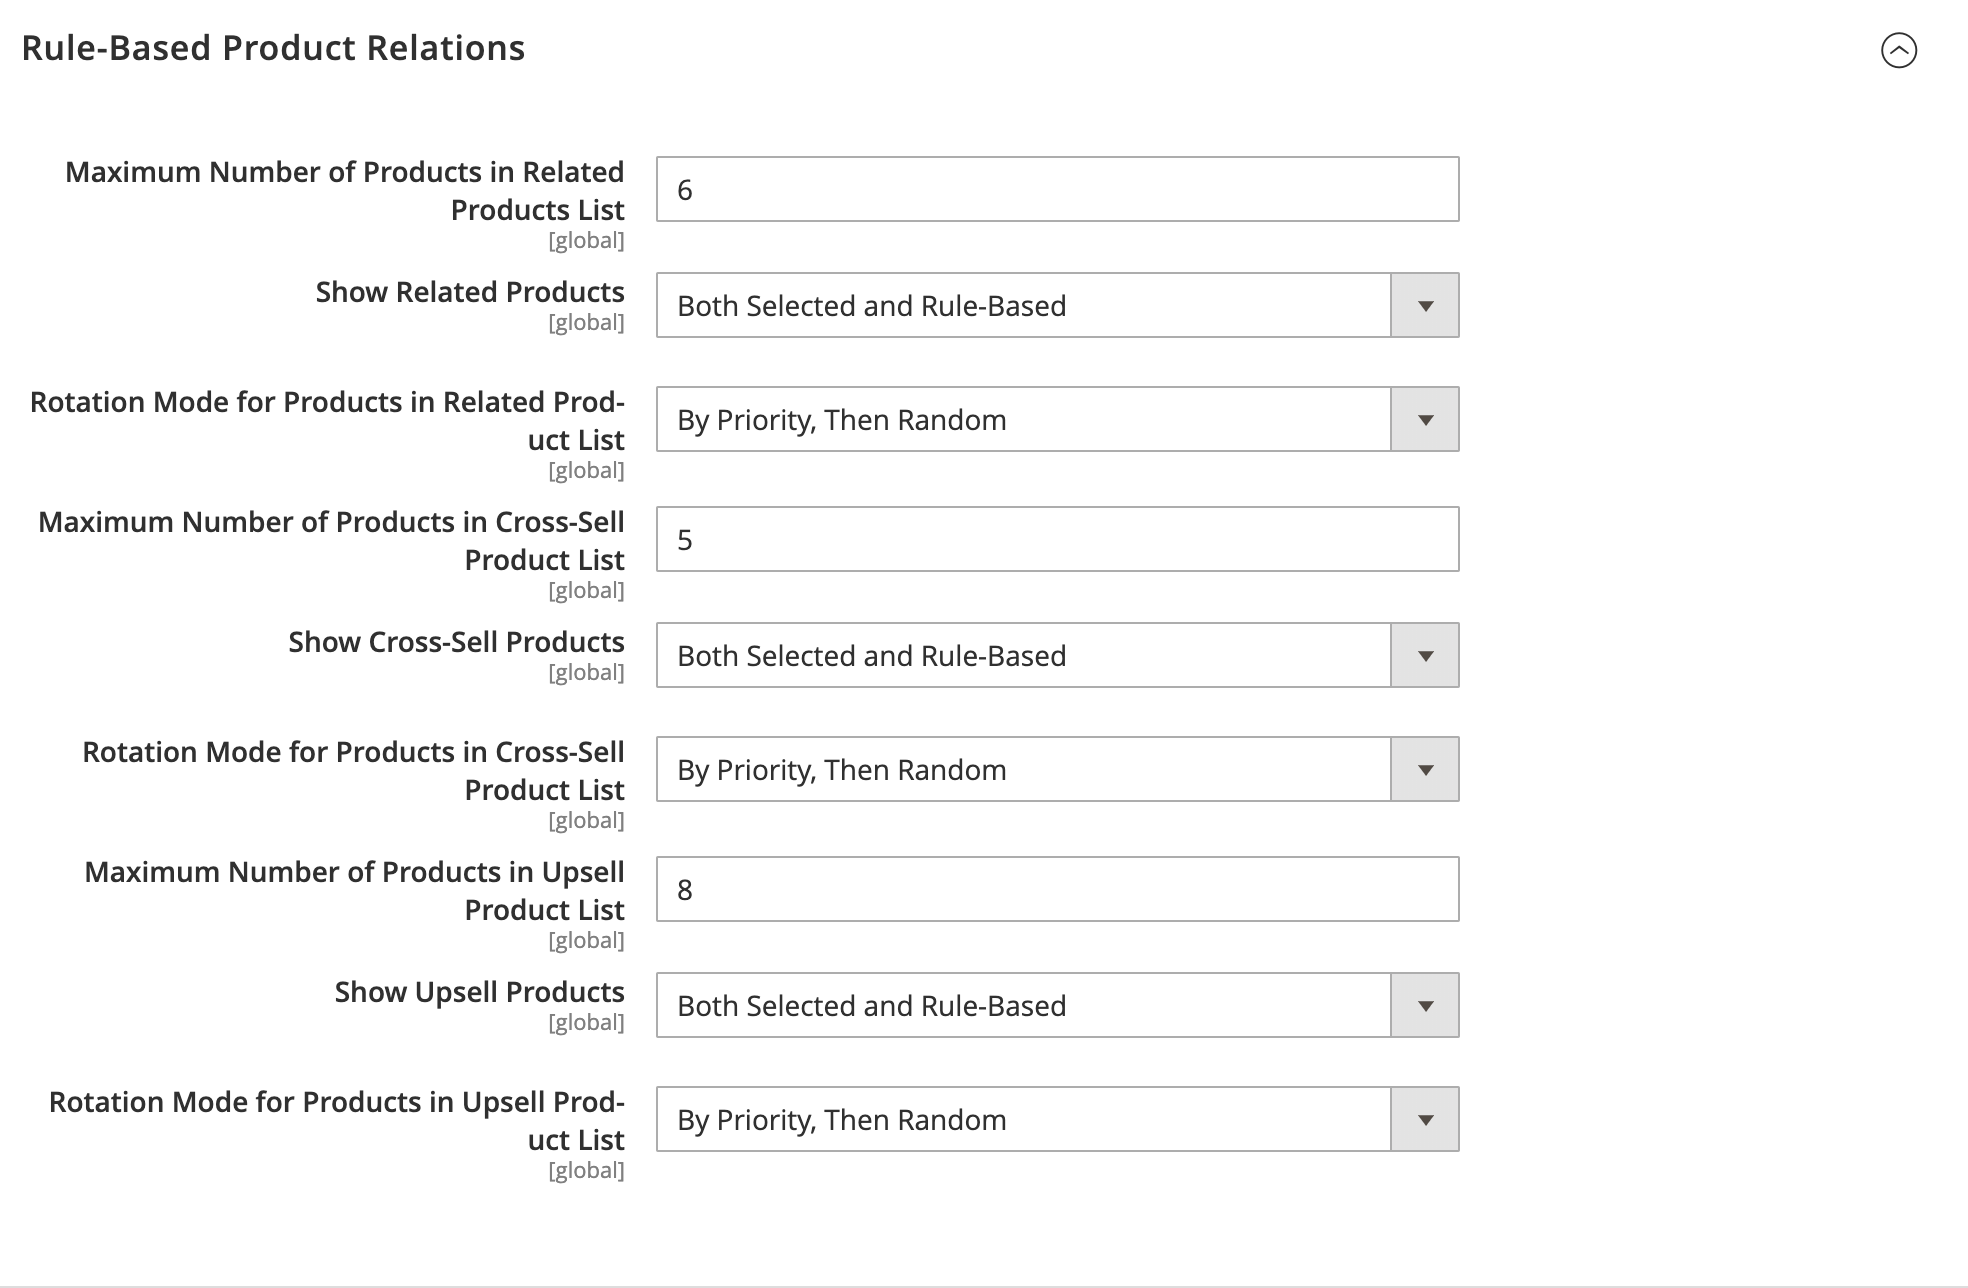 Rule-Based Product Relations
Maximum Number of Products in Related
Products List
[global]
6
Show Related Products
[global]
Both Selected and Rule-Based
Rotation Mode for Products in Related Prod-
uct List
[global]
By Priority, Then Random
Maximum Number of Products in Cross-Sell
Product List
[global]
5
Show Cross-Sell Products
[global]
Both Selected and Rule-Based
Rotation Mode for Products in Cross-Sell
Product List
[global]
By Priority, Then Random
Maximum Number of Products in Upsell
Product List
[global]
8
Show Upsell Products
[global]
Both Selected and Rule-Based
Rotation Mode for Products in Upsell Prod-
uct List
[global]
By Priority, Then Random